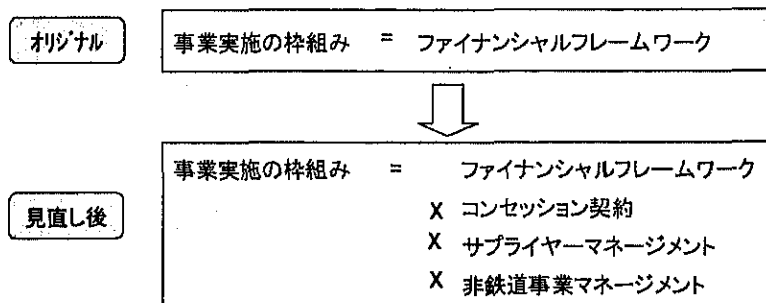 オリジナル
事業実施の枠組み = ファイナンシャルフレームワーク
見直し後
事業実施の枠組み = ファイナンシャルフレームワーク
X コンセッション契約
X サプライヤーマネージメント
X 非鉄道事業マネージメント